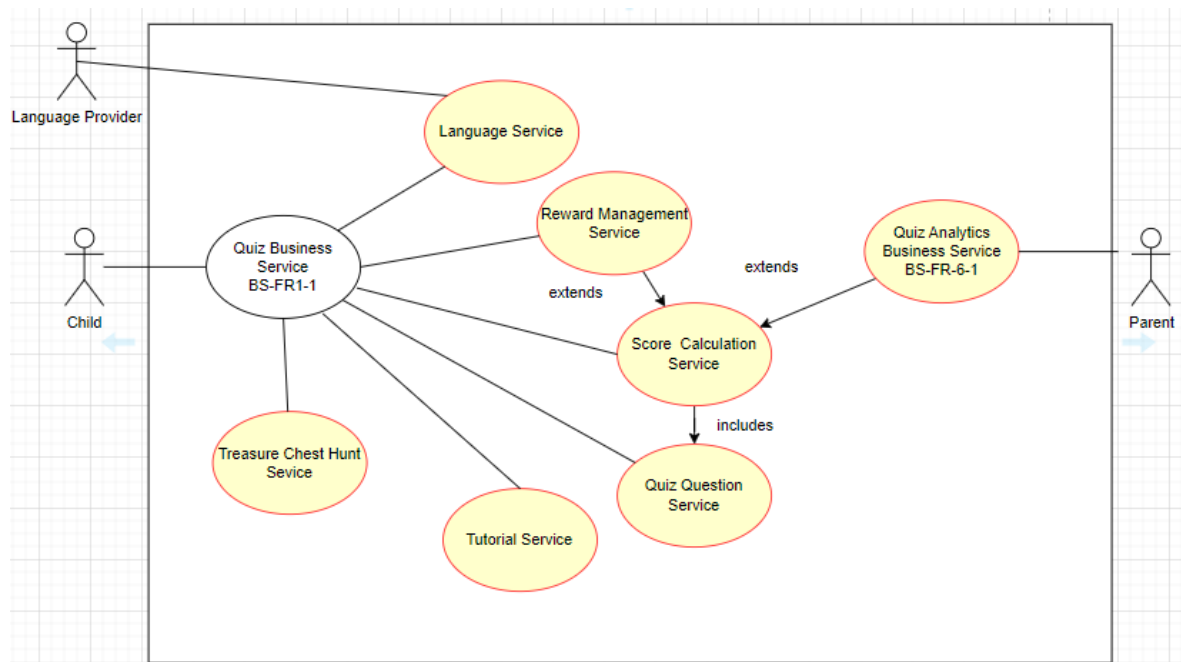 Language Provider
Language Service
Reward Management
Service
Quiz Analytics
Business Service
BS-FR-6-1
Quiz Business
Service
BS-FR1-1
extends
extends
Child
Parent
Score Calculation
Service
includes
Treasure Chest Hunt
Sevice
Quiz Question
Service
Tutorial Service